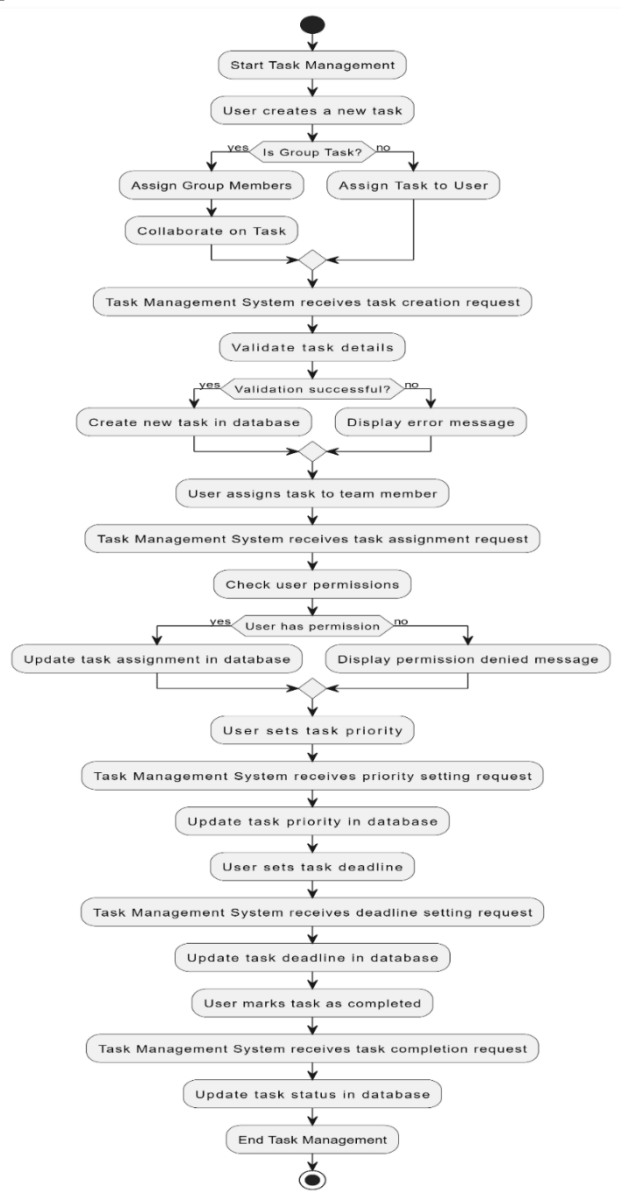 Start Task Management
User creates a new task
yes
Is Group Task?
no
Assign Group Members
Assign Task to User
Collaborate on Task
Task Management System receives task creation request
Validate task details
yes
Validation successful?
no
Create new task in database
Display error message
User assigns task to team member
Task Management System receives task assignment request
Check user permissions
yes
User has permission
no
Update task assignment in database
Display permission denied message
User sets task priority
Task Management System receives priority setting request
Update task priority in database
User sets task deadline
Task Management System receives deadline setting request
Update task deadline in database
User marks task as completed
Task Management System receives task completion request
Update task status in database
End Task Management